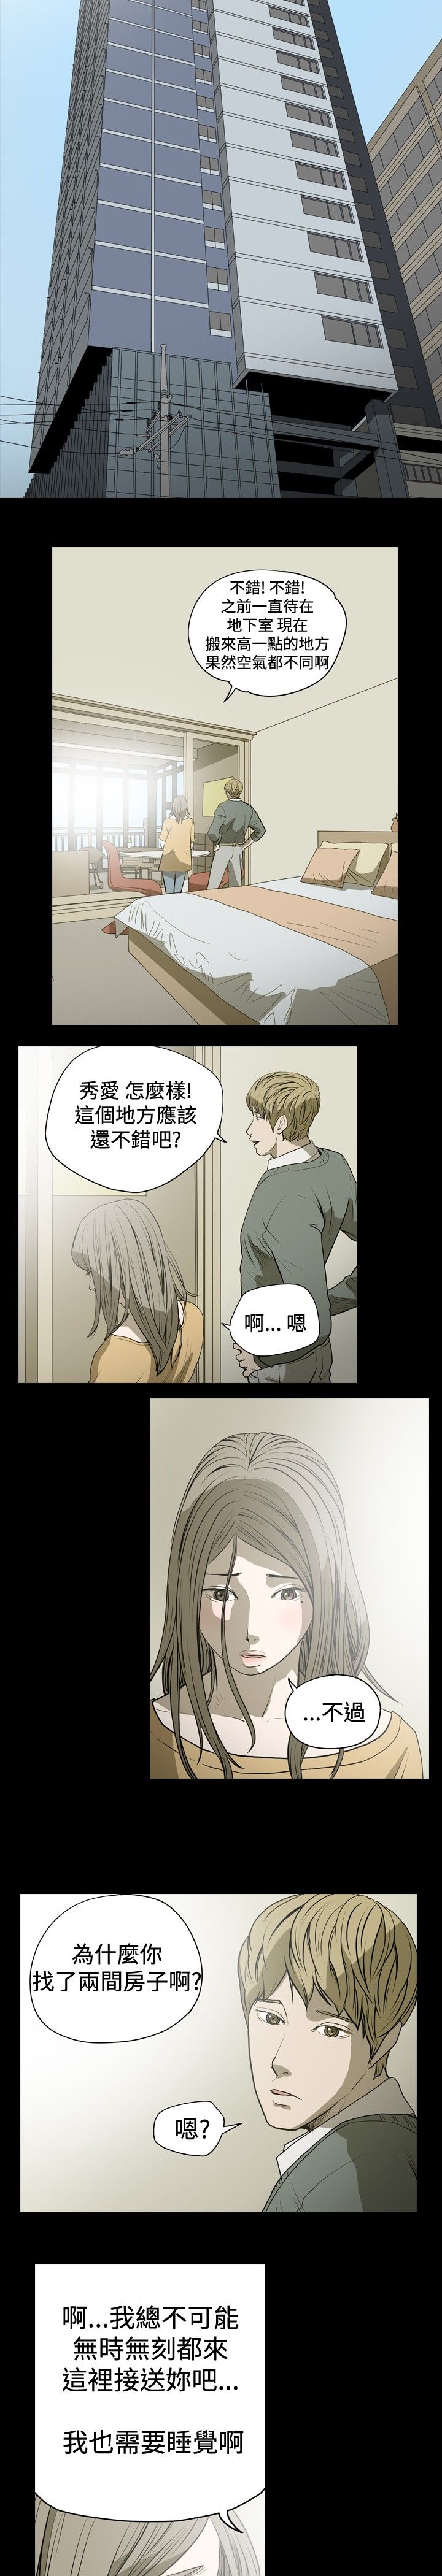 不錯! 不錯!
之前一直待在
地下室 現在
搬來高一點的地方
果然空氣都不同啊
秀愛 怎麼樣!
這個地方應該
還不錯吧?
啊... 嗯
...不過
為什麼你
找了兩間房子啊?
嗯?
啊...我總不可能
無時無刻都來
這裡接送妳吧...
我也需要睡覺啊